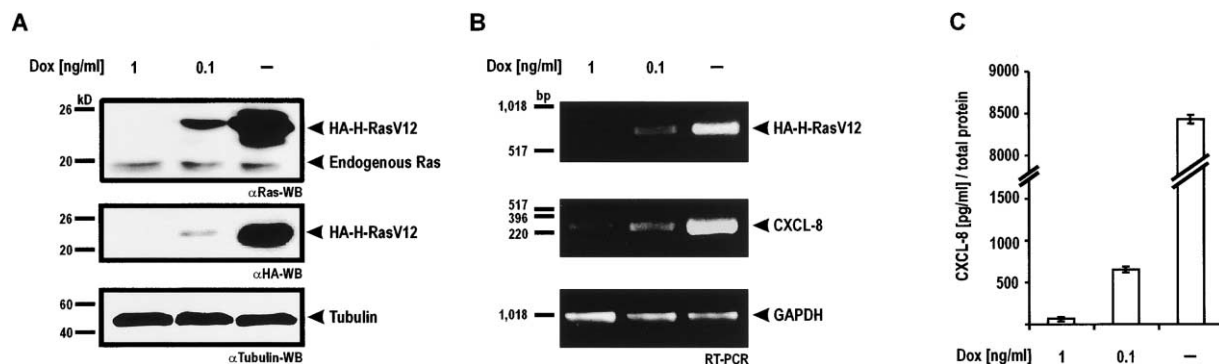 A
Dox [ng/ml] 1 0.1 –
kD
26
HA-H-RasV12
20
Endogenous Ras
αRas-WB
26
HA-H-RasV12
20
αHA-WB
60
Tubulin
40
αTubulin-WB
B
Dox [ng/ml] 1 0.1 –
bp
1,018
HA-H-RasV12
517
517
396
CXCL-8
220
1,018
GAPDH
RT-PCR
C
CXCL-8 [pg/ml] / total protein
9000
8500
8000
1500
1000
500
Dox [ng/ml] 1 0.1 –